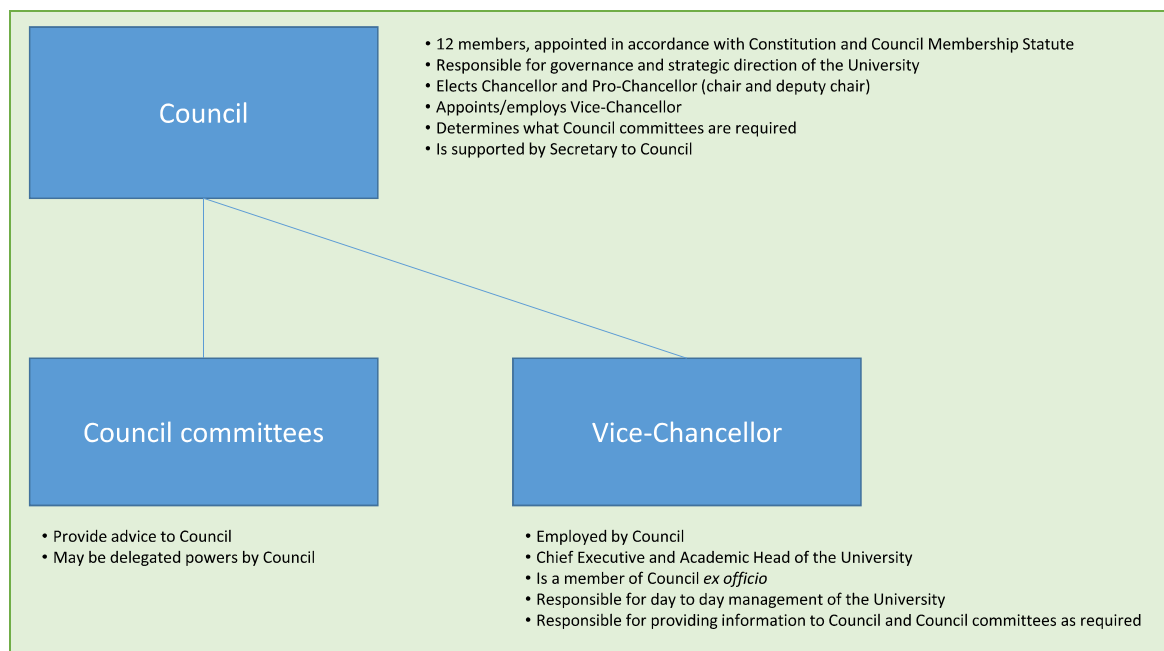 Council
• 12 members, appointed in accordance with Constitution and Council Membership Statute
• Responsible for governance and strategic direction of the University
• Elects Chancellor and Pro-Chancellor (chair and deputy chair)
• Appoints/employs Vice-Chancellor
• Determines what Council committees are required
• Is supported by Secretary to Council
Council committees
• Provide advice to Council
• May be delegated powers by Council
Vice-Chancellor
• Employed by Council
• Chief Executive and Academic Head of the University
• Is a member of Council ex officio
• Responsible for day to day management of the University
• Responsible for providing information to Council and Council committees as required